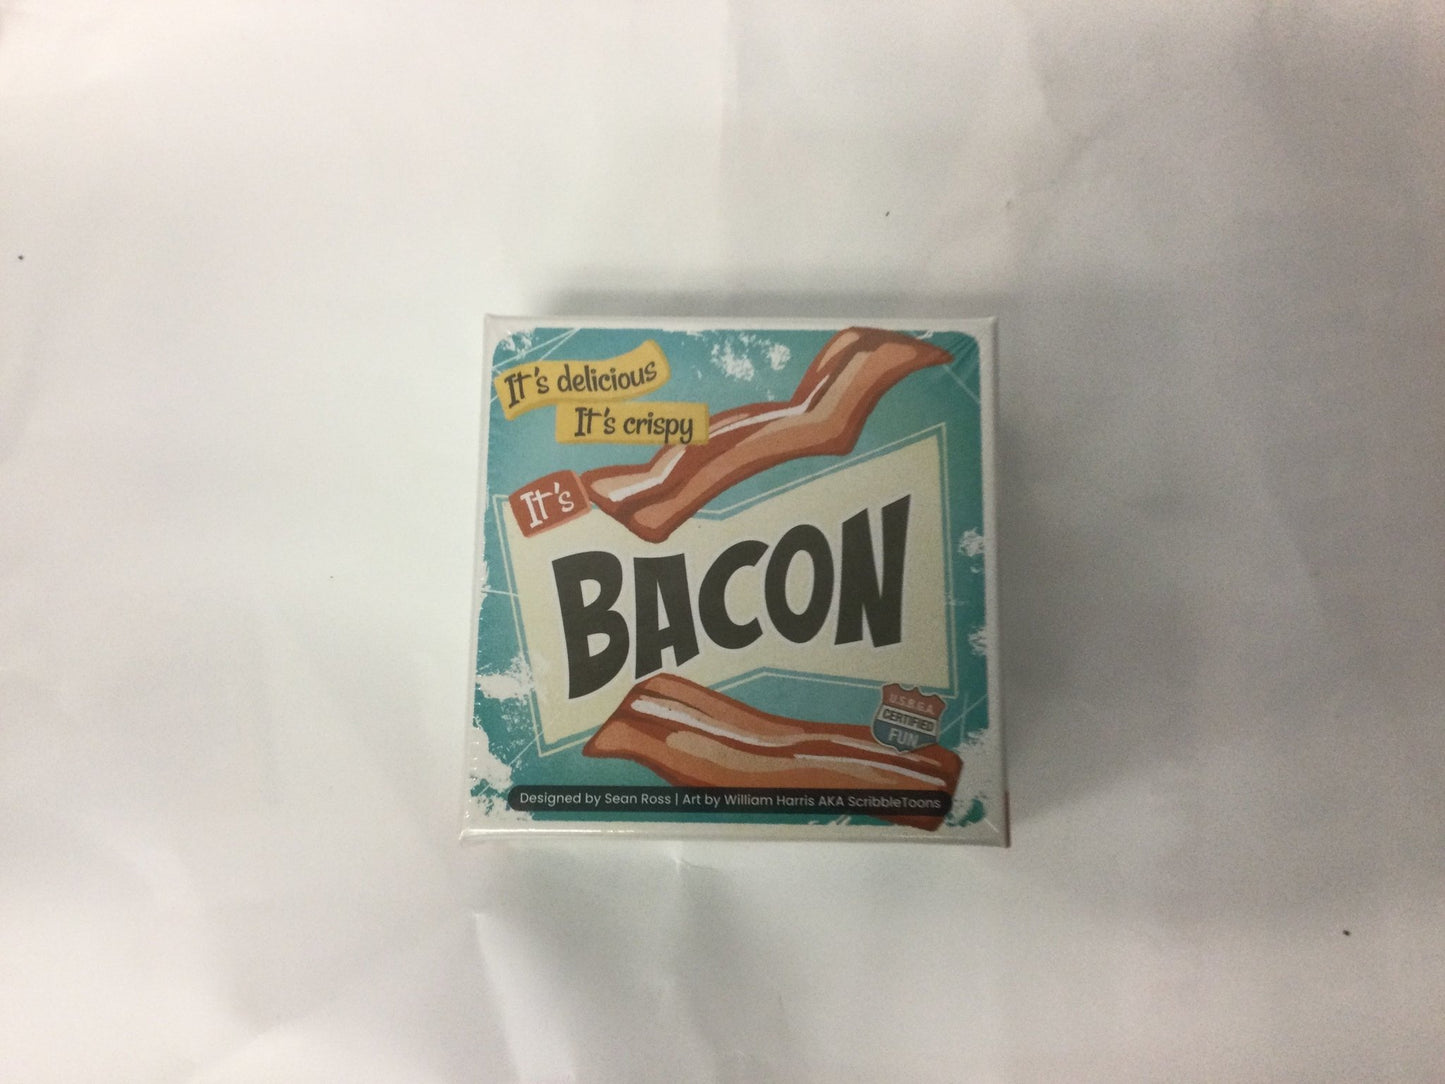 It's delicious
It's crispy
It's
BACON
U.S.B.G.A.
CERTIFIED
FUN
Designed by Sean Ross | Art by William Harris AKA ScribbleToons